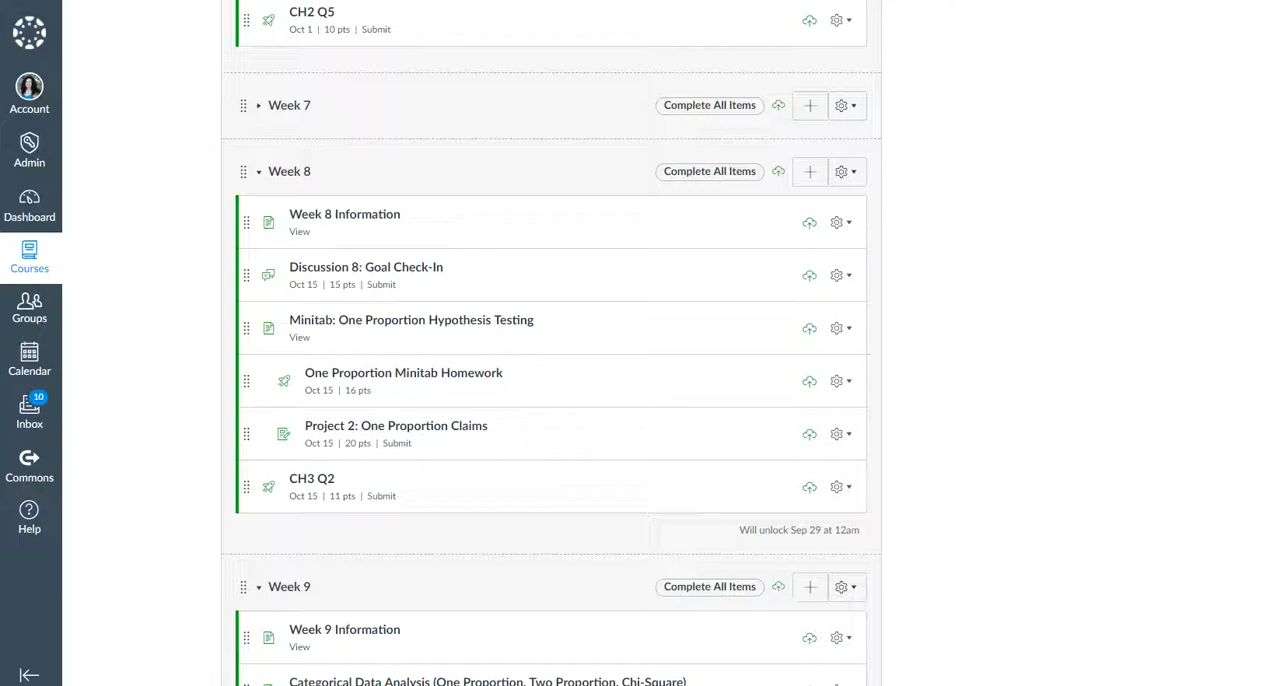 Account
Admin
Dashboard
Courses
Groups
Calendar
10
Inbox
Commons
Help
CH2 Q5
Oct 1 | 10 pts | Submit
Week 7
Complete All Items
Week 8
Complete All Items
Week 8 Information
View
Discussion 8: Goal Check-In
Oct 15 | 15 pts | Submit
Minitab: One Proportion Hypothesis Testing
View
One Proportion Minitab Homework
Oct 15 | 16 pts
Project 2: One Proportion Claims
Oct 15 | 20 pts | Submit
CH3 Q2
Oct 15 | 11 pts | Submit
Will unlock Sep 29 at 12am
Week 9
Complete All Items
Week 9 Information
View
Categorical Data Analysis (One Proportion, Two Proportion, Chi-Square)